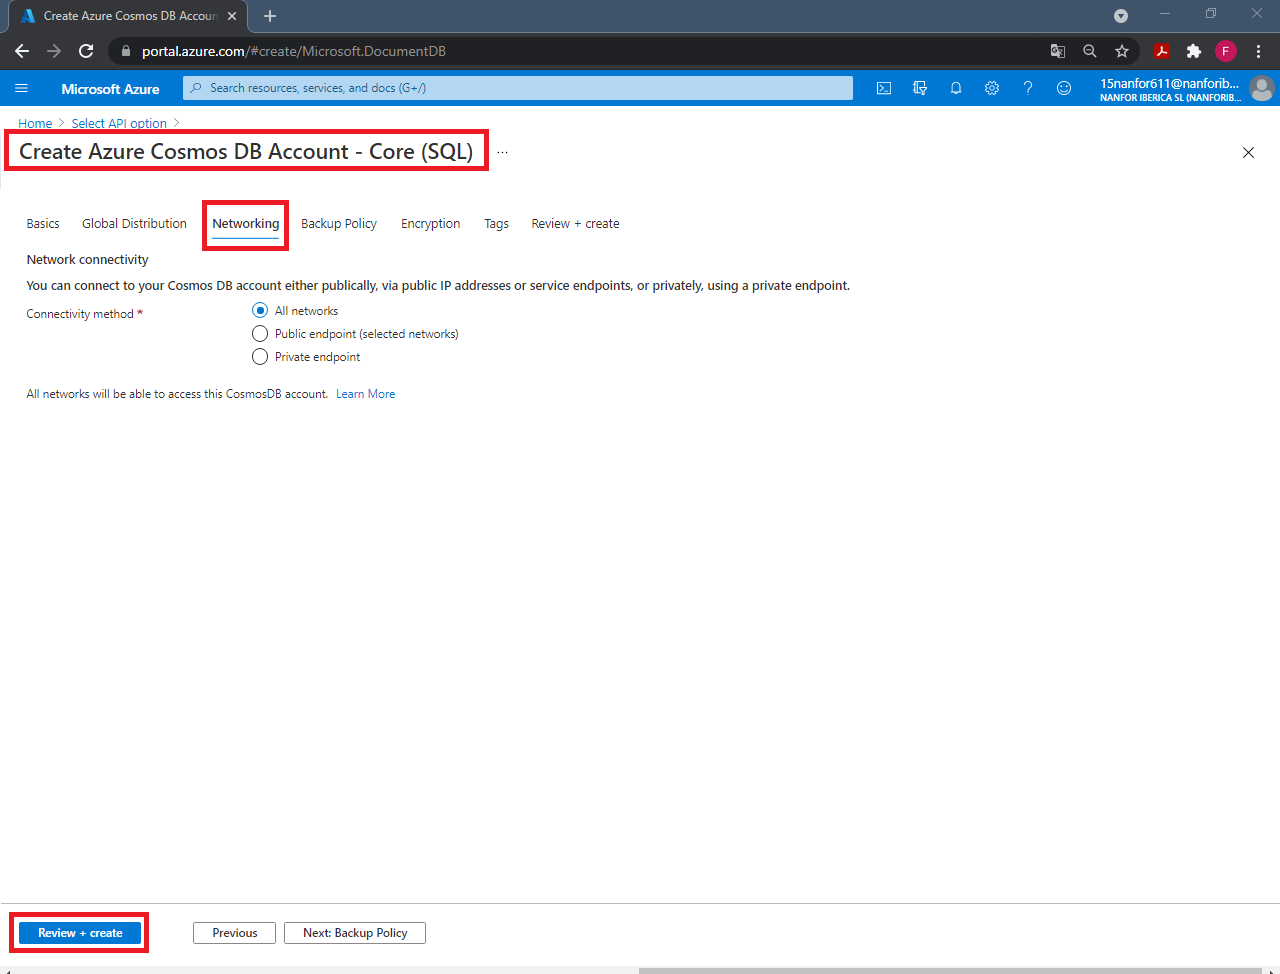 Create Azure Cosmos DB Accoun
portal.azure.com/#create/Microsoft.DocumentDB
F
Microsoft Azure
Search resources, services, and docs (G+/)
15nanfor611@nanforib...
NANFOR IBERICA SL (NANFORIB...
Home > Select API option >
Create Azure Cosmos DB Account - Core (SQL) ...
Basics Global Distribution Networking Backup Policy Encryption Tags Review + create
Network connectivity
You can connect to your Cosmos DB account either publically, via public IP addresses or service endpoints, or privately, using a private endpoint.
Connectivity method *
All networks
Public endpoint (selected networks)
Private endpoint
All networks will be able to access this CosmosDB account. Learn More
Review + create Previous Next: Backup Policy